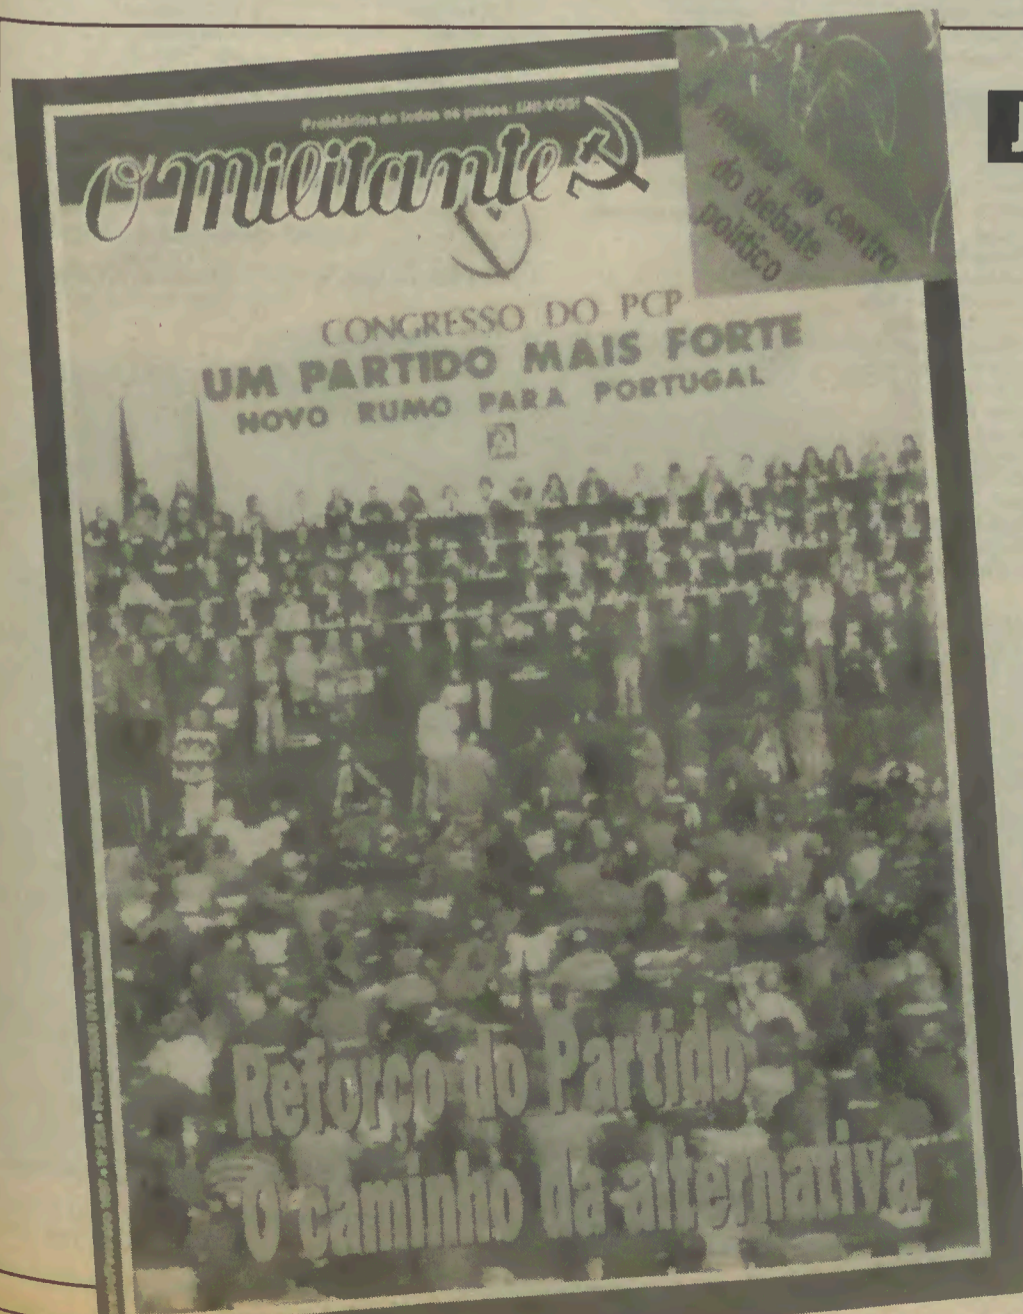 Proletários de todos os países: UNI-VOS!
O Militante
no centro
do debate
político
CONGRESSO DO PCP
UM PARTIDO MAIS FORTE
NOVO RUMO PARA PORTUGAL
Reforço do Partido
O caminho da alternativa